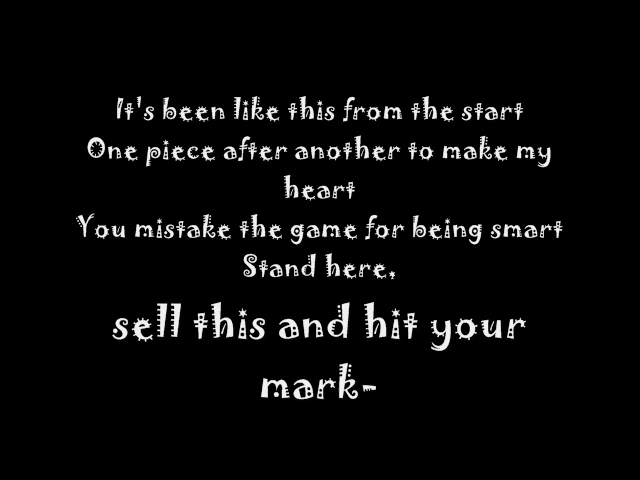 It's been like this from the start
One piece after another to make my
heart
You mistake the game for being smart
Stand here,
sell this and hit your
mark-